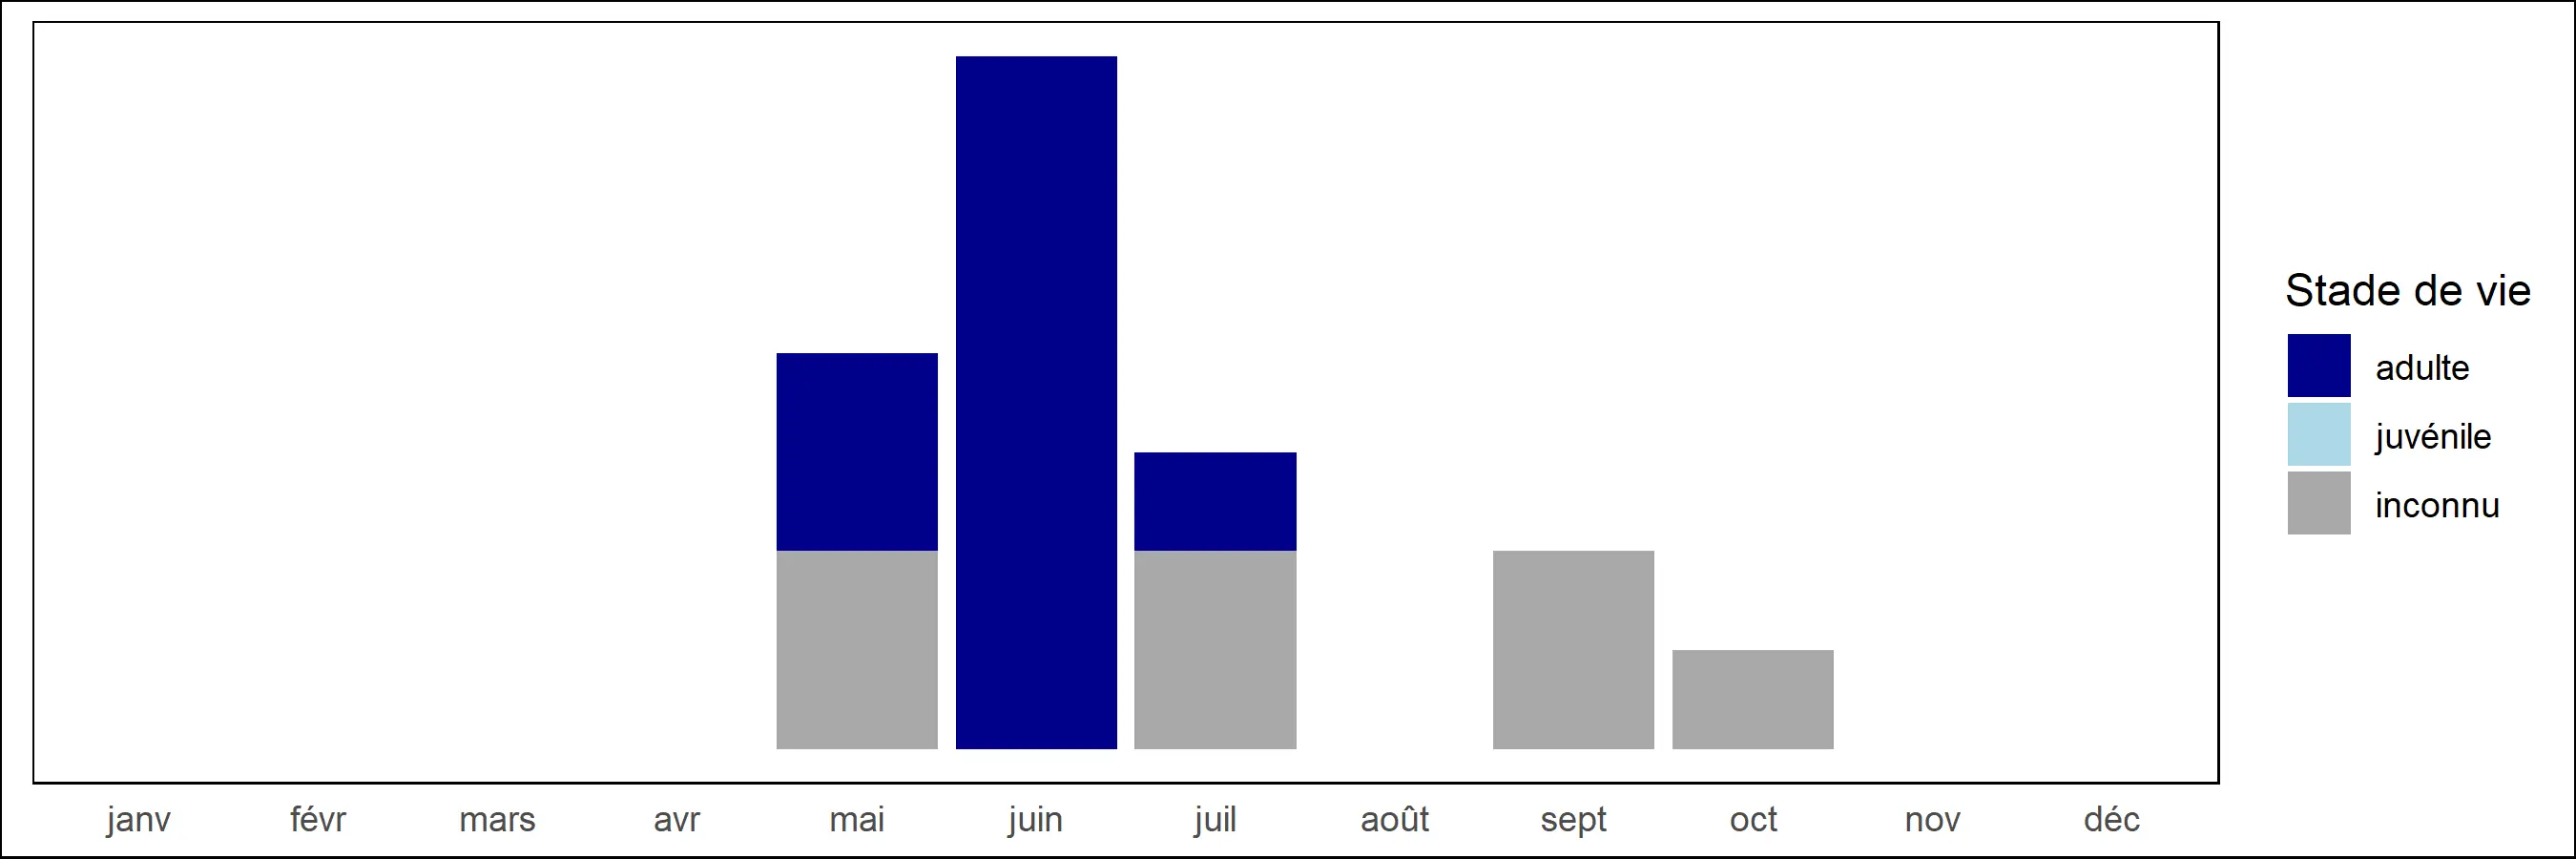 Stade de vie
adulte
juvénile
inconnu
janv févr mars avr mai juin juil août sept oct nov déc